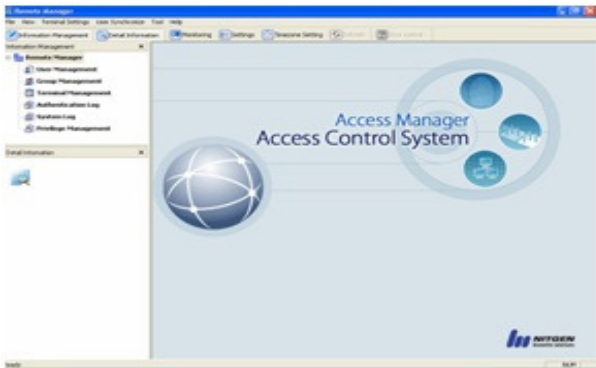 Remote Manager
File View Terminal Settings User Synchronize Tool Help
Information Management Detail Information Monitoring Settings Timezone Setting
Information Management
Remote Manager
User Management
Group Management
Terminal Management
Authentication Log
System Log
Privilege Management
Detail Information
Access Manager
Access Control System
NITGEN
Ready
NUM